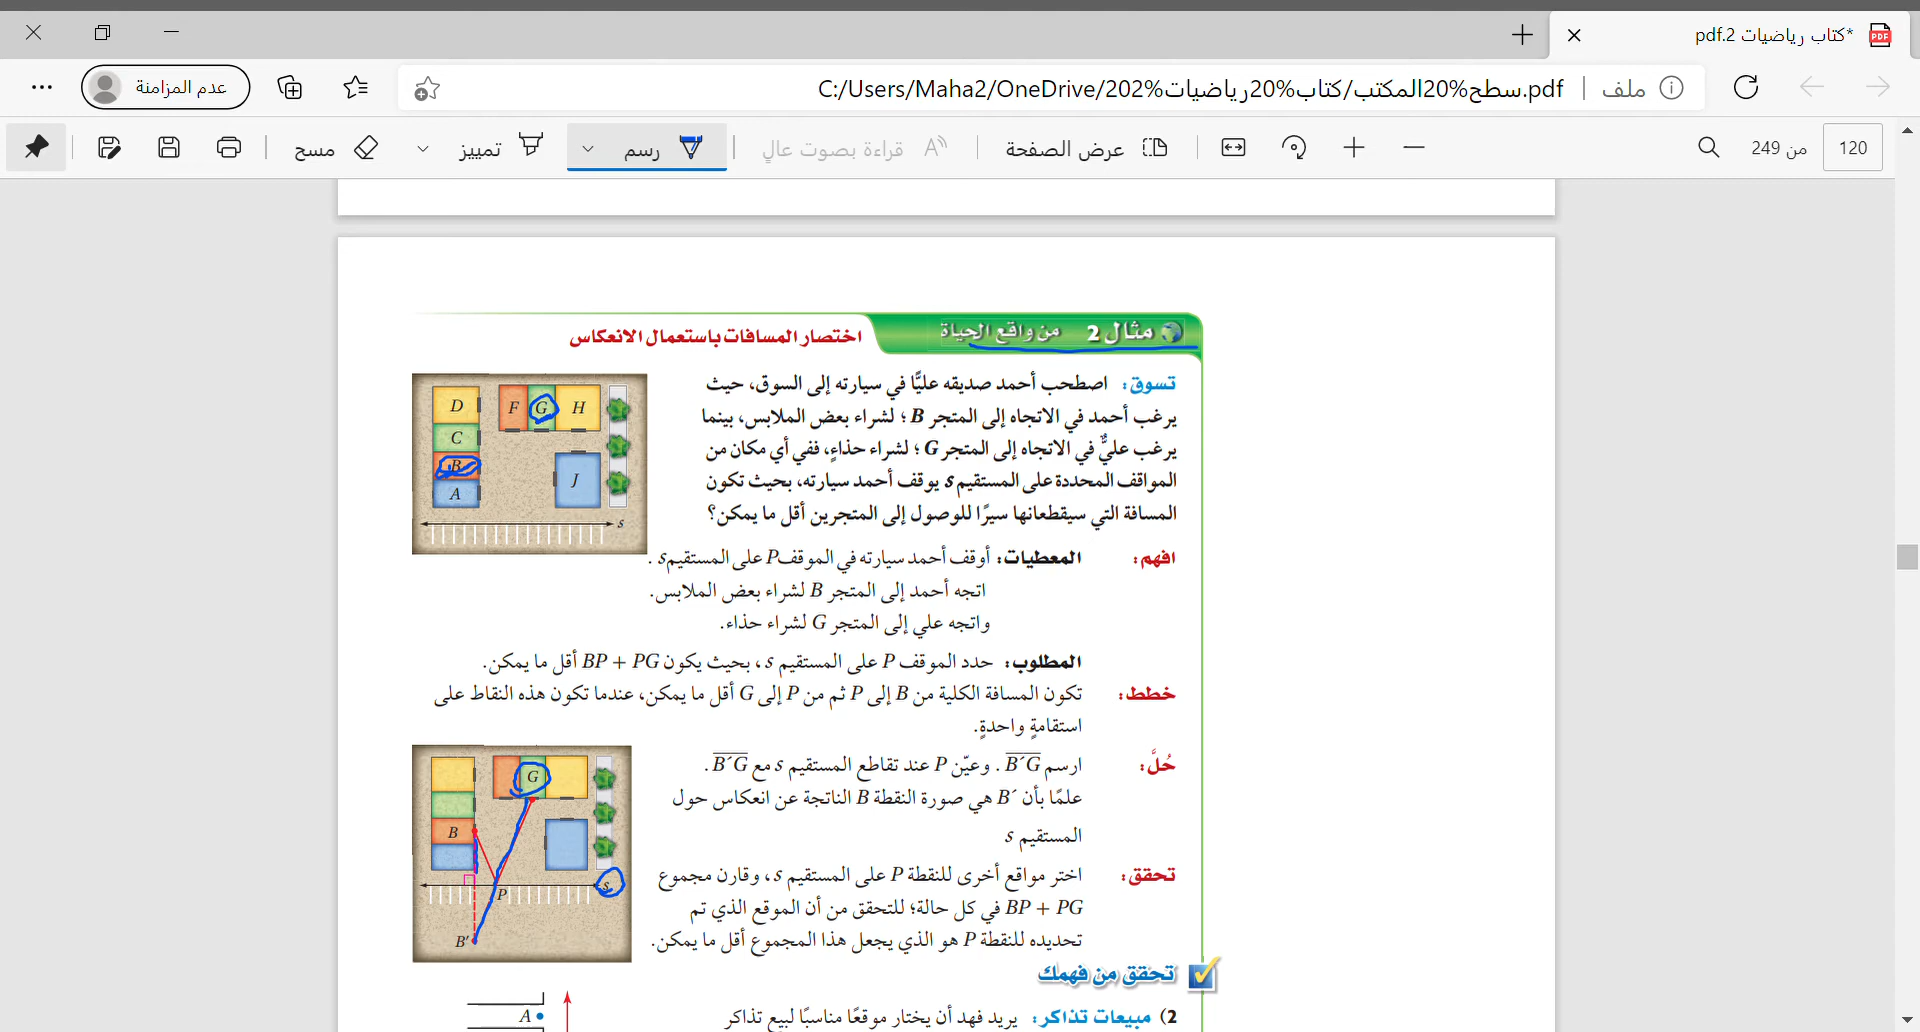 *كتاب رياضيات 2.pdf
عدم المزامنة
ملف
C:/Users/Maha2/OneDrive/202%سطح%20المكتب/كتاب%20رياضيات.pdf
120
من 249
عرض الصفحة
قراءة بصوت عالٍ
رسم
تمييز
مسح
مثال 2 من واقع الحياة
اختصار المسافات باستعمال الانعكاس
تسوق: اصطحب أحمد صديقه عليًّا في سيارته إلى السوق، حيث
يرغب أحمد في الاتجاه إلى المتجر B ؛ لشراء بعض الملابس، بينما
يرغب عليٌّ في الاتجاه إلى المتجر G ؛ لشراء حذاءٍ، ففي أي مكان من
المواقف المحددة على المستقيم s يوقف أحمد سيارته، بحيث تكون
المسافة التي سيقطعانها سيرًا للوصول إلى المتجرين أقل ما يمكن؟
D
C
B
A
F
G
H
J
s
افهم: المعطيات: أوقف أحمد سيارته في الموقف P على المستقيم s .
اتجه أحمد إلى المتجر B لشراء بعض الملابس.
واتجه علي إلى المتجر G لشراء حذاء.
المطلوب: حدد الموقف P على المستقيم s ، بحيث يكون BP + PG أقل ما يمكن.
خطط: تكون المسافة الكلية من B إلى P ثم من P إلى G أقل ما يمكن، عندما تكون هذه النقاط على
استقامةٍ واحدةٍ.
حُلَّ: ارسم B´G . وعيّن P عند تقاطع المستقيم s مع B´G .
علمًا بأن B´ هي صورة النقطة B الناتجة عن انعكاس حول
المستقيم s
تحقق: اختر مواقع أخرى للنقطة P على المستقيم s ، وقارن مجموع
BP + PG في كل حالة؛ للتحقق من أن الموقع الذي تم
تحديده للنقطة P هو الذي يجعل هذا المجموع أقل ما يمكن.
G
B
s
P
B'
تحقق من فهمك
2) مبيعات تذاكر: يريد فهد أن يختار موقعًا مناسبًا لبيع تذاكر
A